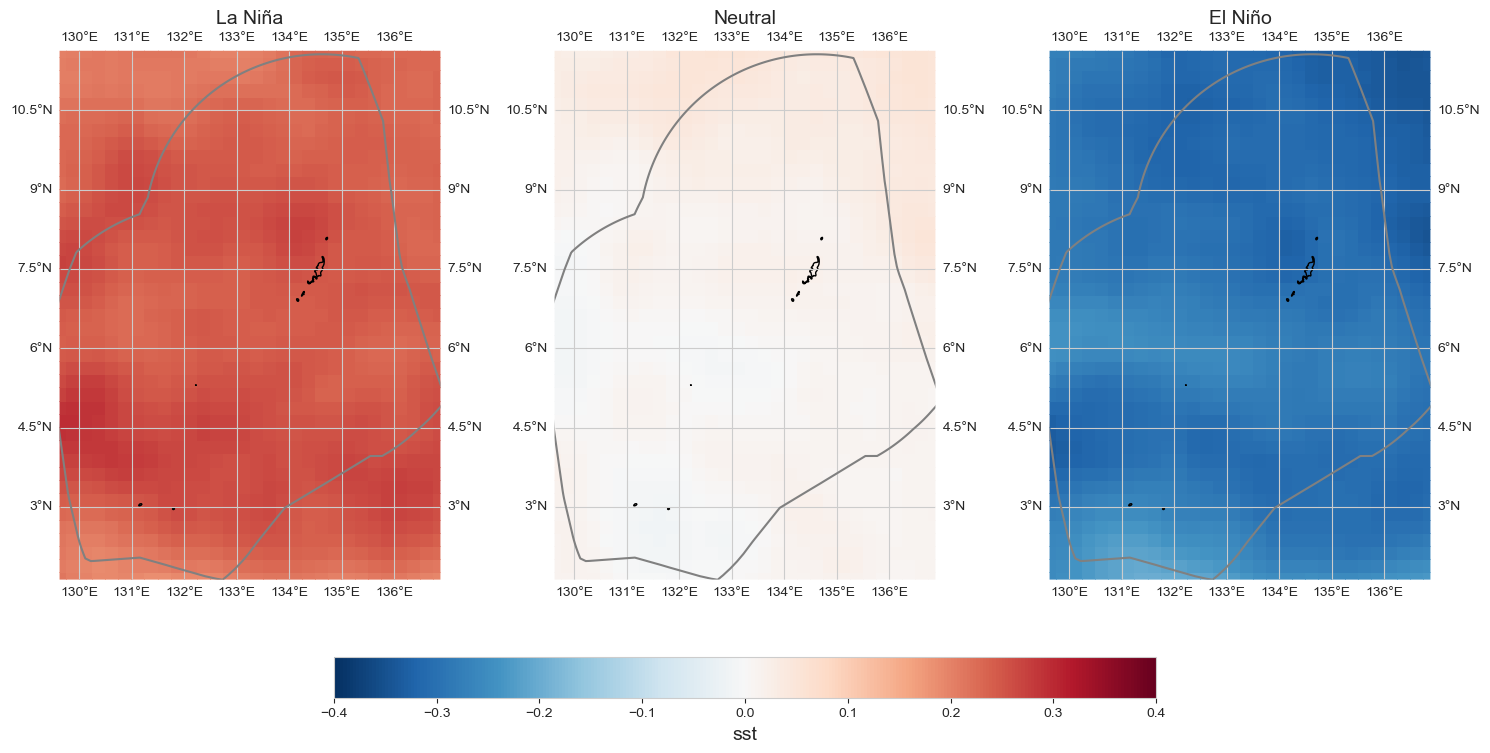 La Niña
Neutral
El Niño
130°E 131°E 132°E 133°E 134°E 135°E 136°E
130°E 131°E 132°E 133°E 134°E 135°E 136°E
130°E 131°E 132°E 133°E 134°E 135°E 136°E
10.5°N 10.5°N 10.5°N 10.5°N 10.5°N 10.5°N
9°N 9°N 9°N 9°N 9°N 9°N
7.5°N 7.5°N 7.5°N 7.5°N 7.5°N 7.5°N
6°N 6°N 6°N 6°N 6°N 6°N
4.5°N 4.5°N 4.5°N 4.5°N 4.5°N 4.5°N
3°N 3°N 3°N 3°N 3°N 3°N
130°E 131°E 132°E 133°E 134°E 135°E 136°E
130°E 131°E 132°E 133°E 134°E 135°E 136°E
130°E 131°E 132°E 133°E 134°E 135°E 136°E
−0.4 −0.3 −0.2 −0.1 0.0 0.1 0.2 0.3 0.4
sst